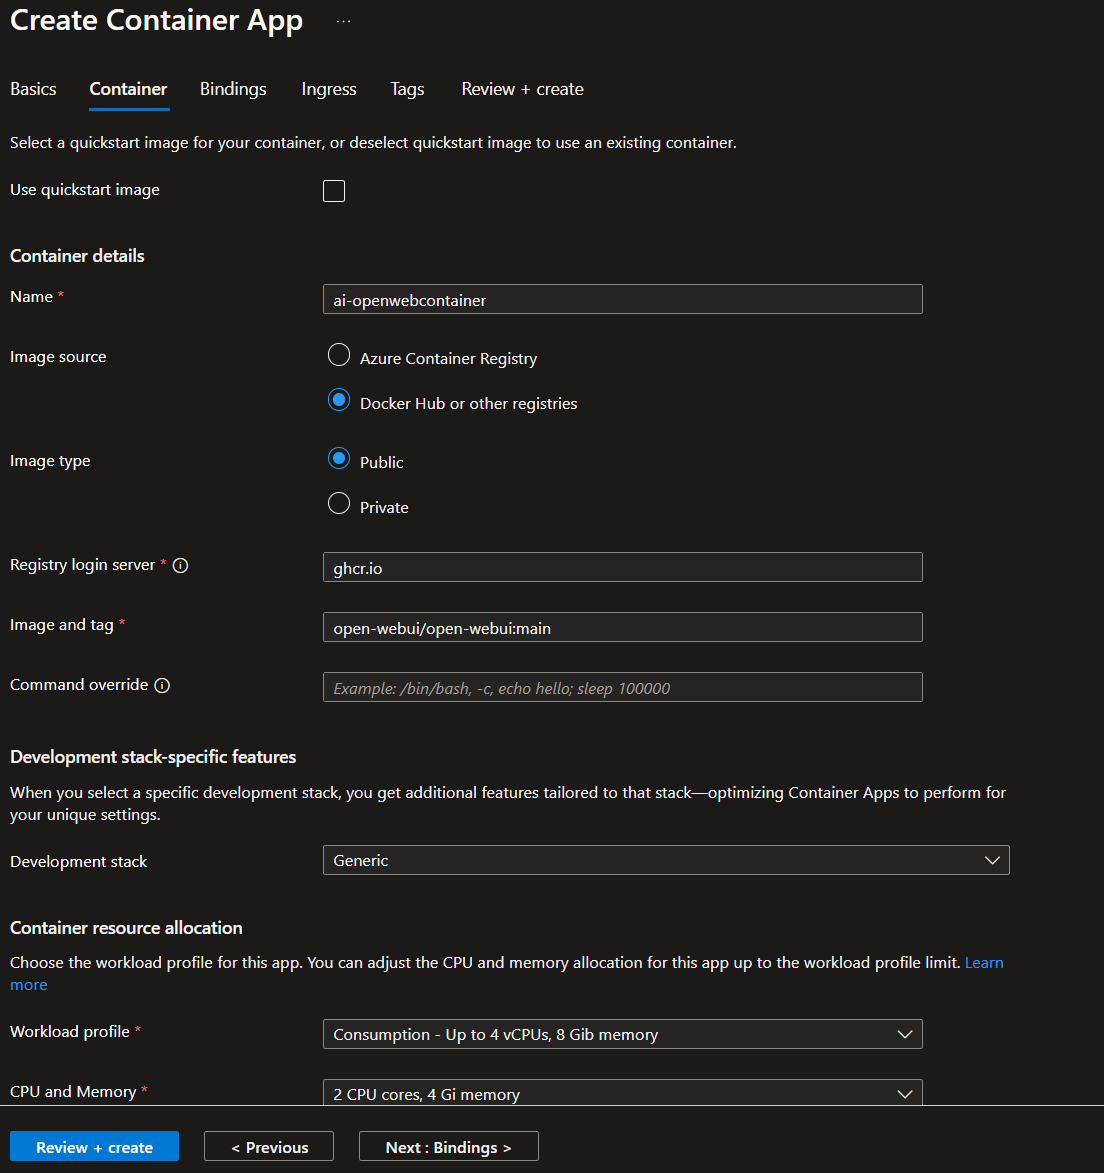 Create Container App ...
Basics Container Bindings Ingress Tags Review + create
Select a quickstart image for your container, or deselect quickstart image to use an existing container.
Use quickstart image
Container details
Name * ai-openwebcontainer
Image source Azure Container Registry
Docker Hub or other registries
Image type Public
Private
Registry login server * ghcr.io
Image and tag * open-webui/open-webui:main
Command override Example: /bin/bash, -c, echo hello; sleep 100000
Development stack-specific features
When you select a specific development stack, you get additional features tailored to that stack—optimizing Container Apps to perform for
your unique settings.
Development stack Generic
Container resource allocation
Choose the workload profile for this app. You can adjust the CPU and memory allocation for this app up to the workload profile limit. Learn
more
Workload profile * Consumption - Up to 4 vCPUs, 8 Gib memory
CPU and Memory * 2 CPU cores, 4 Gi memory
Review + create < Previous Next : Bindings >